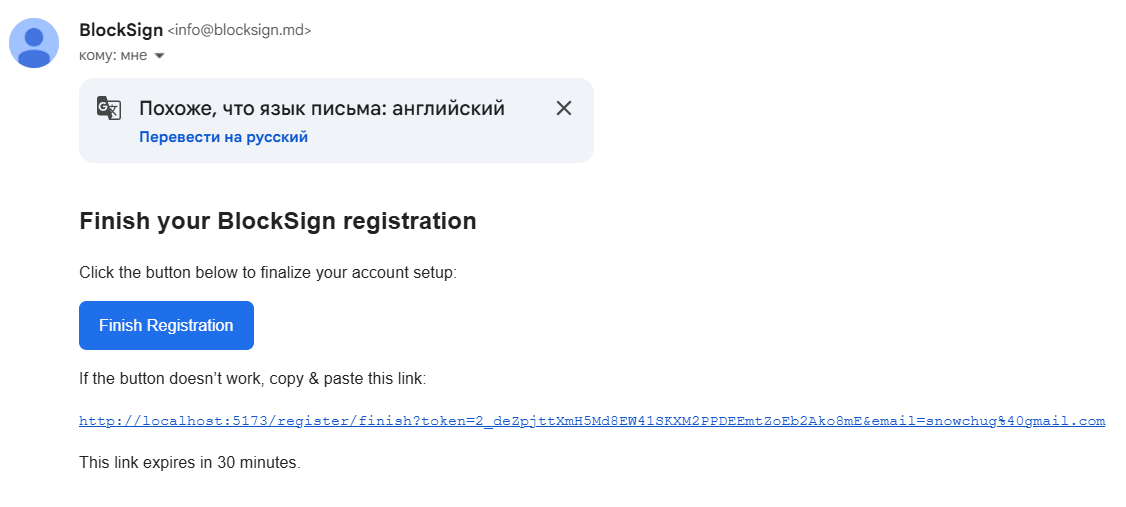 BlockSign <info@blocksign.md>
кому: мне
Похоже, что язык письма: английский
Перевести на русский
Finish your BlockSign registration
Click the button below to finalize your account setup:
Finish Registration
If the button doesn’t work, copy & paste this link:
http://localhost:5173/register/finish?token=2_deZpjttXmH5Md8EW41SKXM2PPDEEmtZoEb2Ako8mE&email=snowchug%40gmail.com
This link expires in 30 minutes.